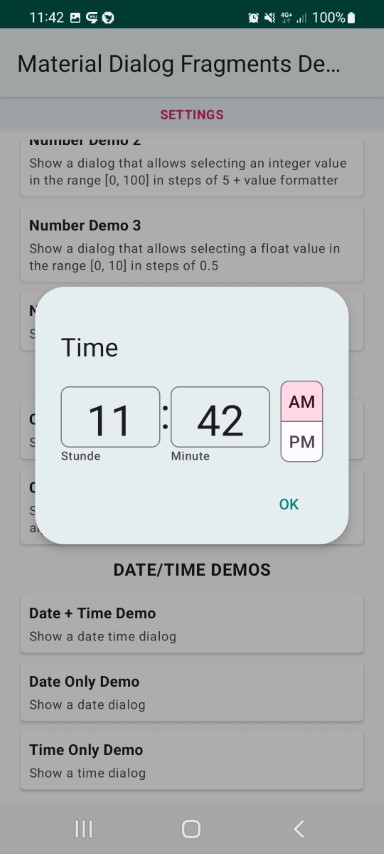 11:42
4G+
100%
Material Dialog Fragments De...
SETTINGS
Number Demo 2
Show a dialog that allows selecting an integer value
in the range [0, 100] in steps of 5 + value formatter
Number Demo 3
Show a dialog that allows selecting a float value in
the range [0, 10] in steps of 0.5
Time
11 : 42
AM
PM
Stunde
Minute
OK
DATE/TIME DEMOS
Date + Time Demo
Show a date time dialog
Date Only Demo
Show a date dialog
Time Only Demo
Show a time dialog